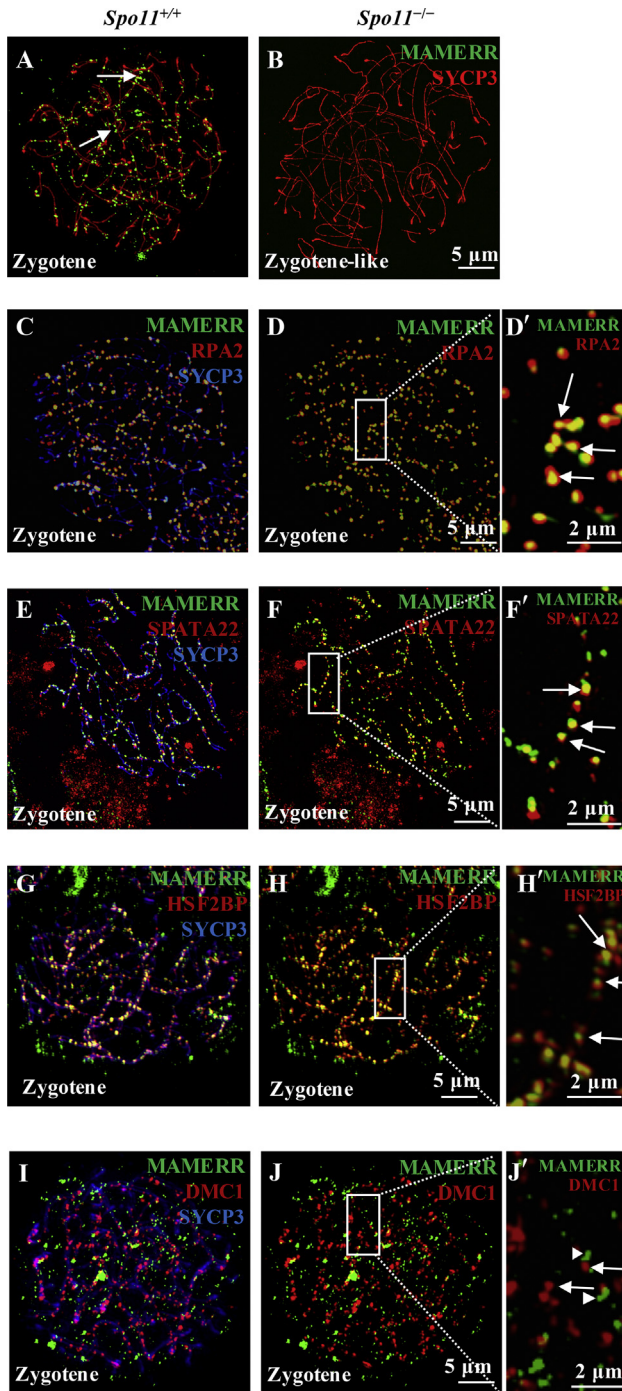 Spo11+/+
Spo11−/−
A
Zygotene
B
MAMERR
SYCP3
Zygotene-like
5 µm
C
MAMERR
RPA2
SYCP3
Zygotene
D
MAMERR
RPA2
Zygotene
5 µm
D′
MAMERR
RPA2
2 µm
E
MAMERR
SPATA22
SYCP3
Zygotene
F
MAMERR
SPATA22
Zygotene
5 µm
F′
MAMERR
SPATA22
2 µm
G
MAMERR
HSF2BP
SYCP3
Zygotene
H
MAMERR
HSF2BP
Zygotene
5 µm
H′
MAMERR
HSF2BP
2 µm
I
MAMERR
DMC1
SYCP3
Zygotene
J
MAMERR
DMC1
Zygotene
5 µm
J′
MAMERR
DMC1
2 µm